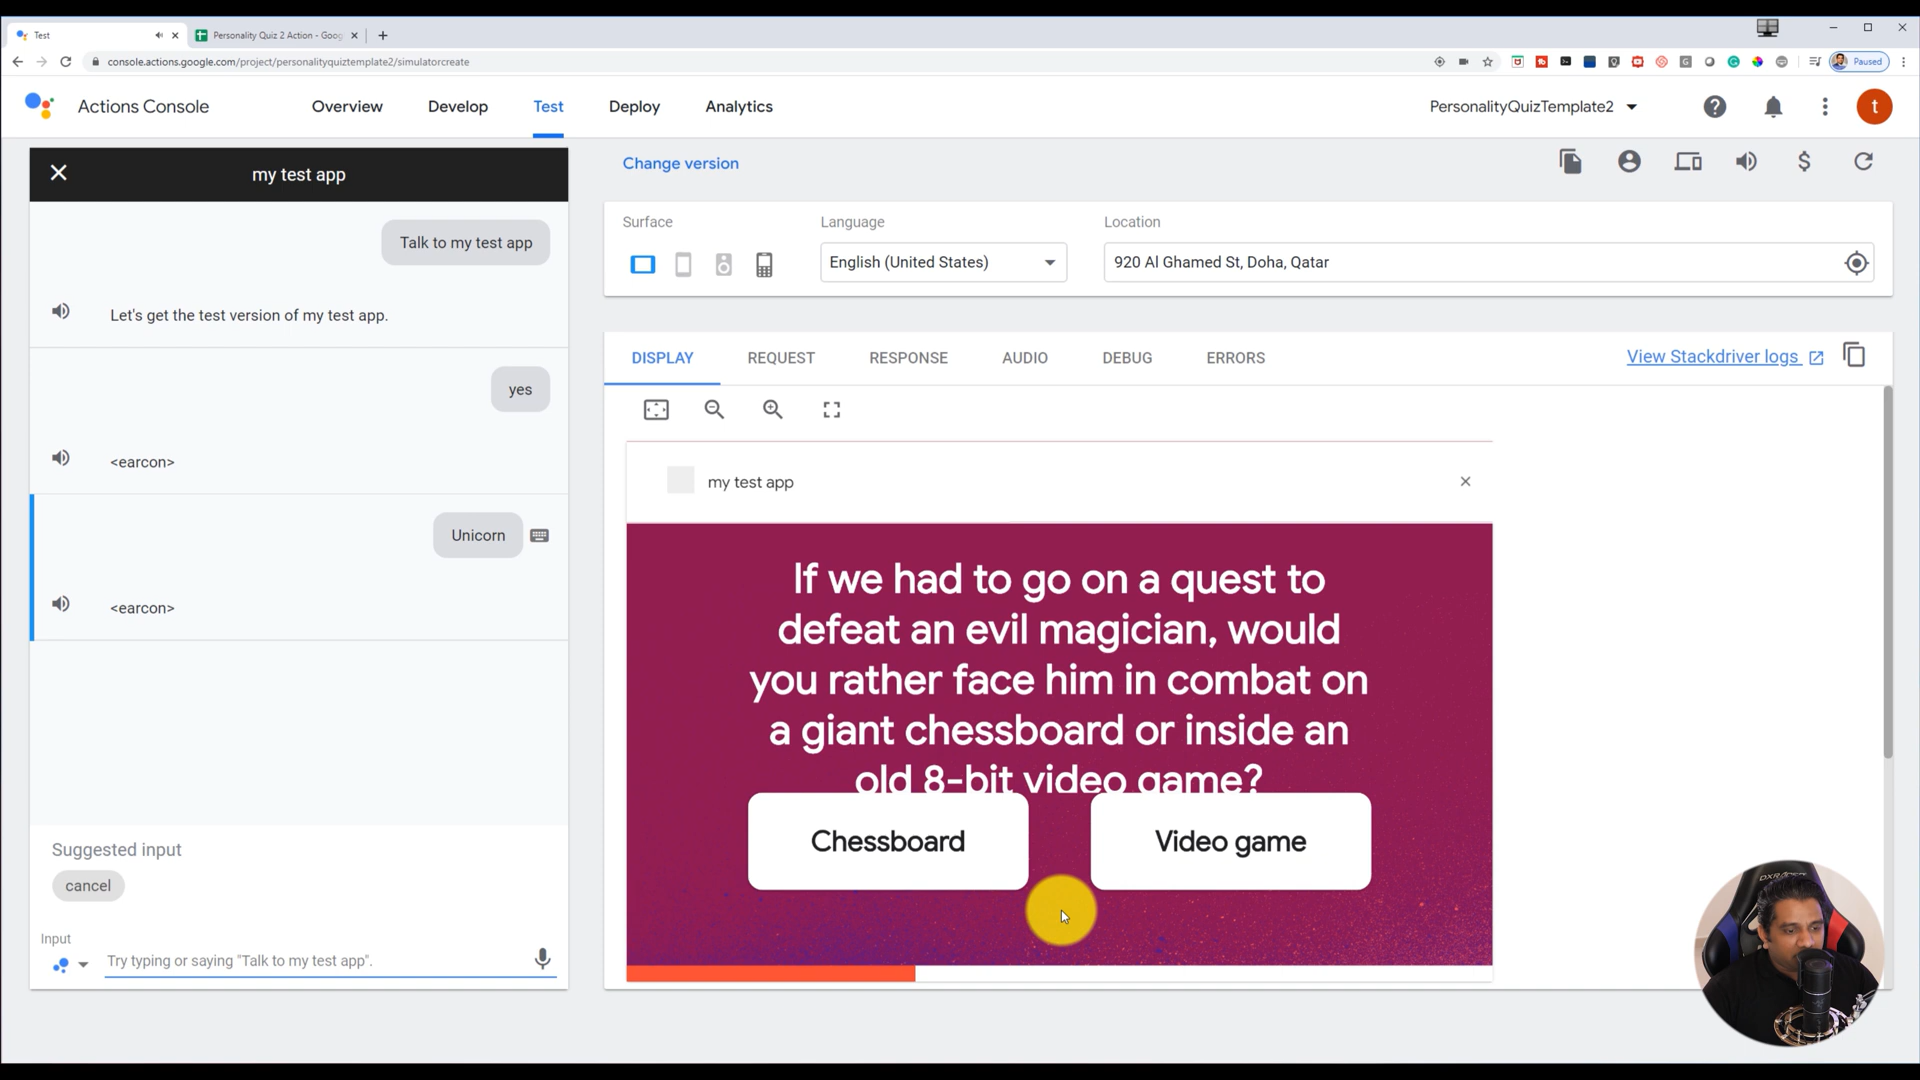 Test
Personality Quiz 2 Action - Goog
console.actions.google.com/project/personalityquiztemplate2/simulatorcreate
Paused
Actions Console
Overview
Develop
Test
Deploy
Analytics
PersonalityQuizTemplate2
t
my test app
Talk to my test app
Let's get the test version of my test app.
yes
<earcon>
Unicorn
<earcon>
Suggested input
cancel
Input
Try typing or saying "Talk to my test app".
Change version
Surface
Language
Location
English (United States)
920 Al Ghamed St, Doha, Qatar
DISPLAY
REQUEST
RESPONSE
AUDIO
DEBUG
ERRORS
View Stackdriver logs
my test app
If we had to go on a quest to
defeat an evil magician, would
you rather face him in combat on
a giant chessboard or inside an
old 8-bit video game?
Chessboard
Video game
DXRACER